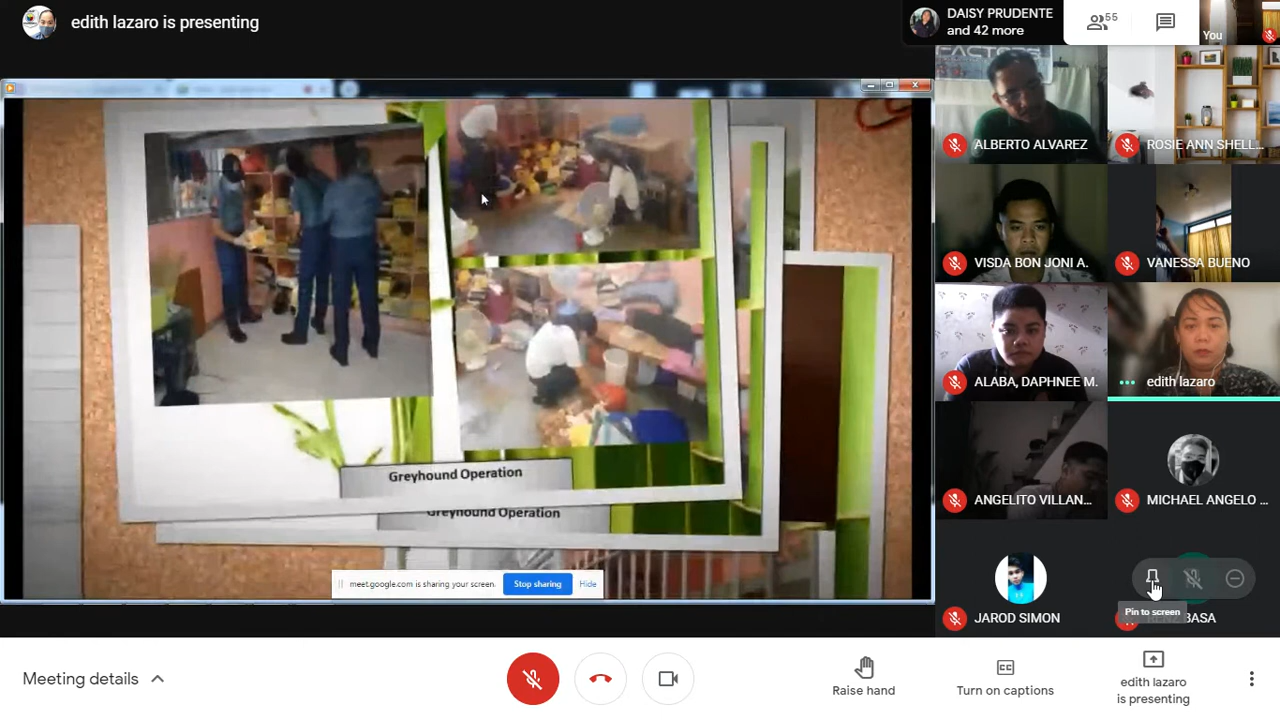 edith lazaro is presenting
DAISY PRUDENTE
and 42 more
55
You
FACTORS
ALBERTO ALVAREZ
ROSIE ANN SHELL...
VISDA BON JONI A.
VANESSA BUENO
ALABA, DAPHNEE M.
edith lazaro
ANGELITO VILLAN...
MICHAEL ANGELO ...
JAROD SIMON
BASA
Pin to screen
Greyhound Operation
Greyhound Operation
meet.google.com is sharing your screen.
Stop sharing
Hide
Meeting details
Raise hand
Turn on captions
edith lazaro
is presenting